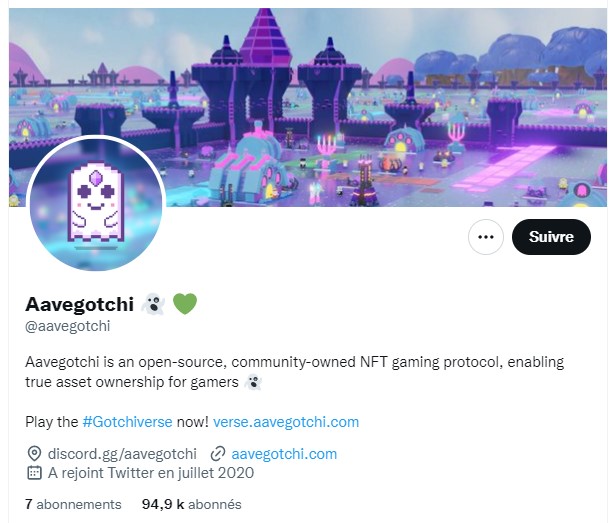 Suivre
Aavegotchi 👻 💚
@aavegotchi
Aavegotchi is an open-source, community-owned NFT gaming protocol, enabling
true asset ownership for gamers 👻
Play the #Gotchiverse now! verse.aavegotchi.com
discord.gg/aavegotchi aavegotchi.com
A rejoint Twitter en juillet 2020
7 abonnements 94,9 k abonnés